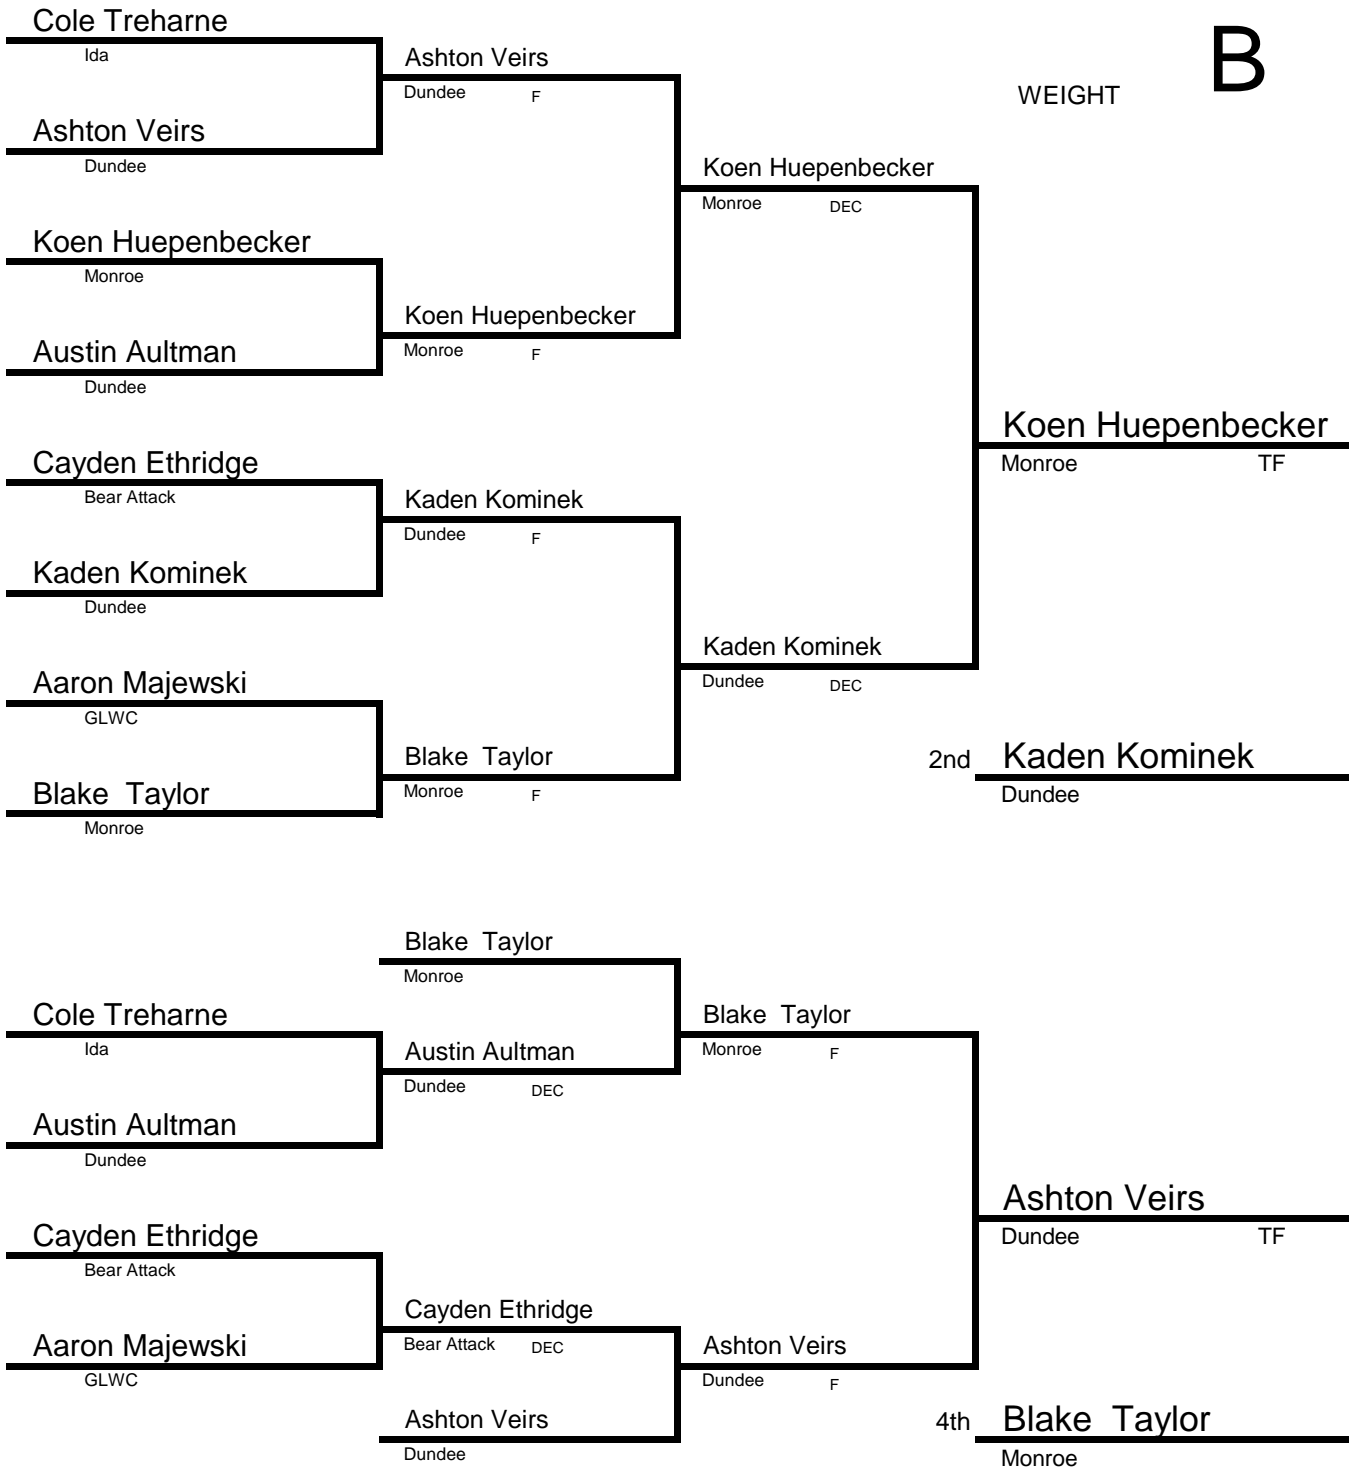 Cole Treharne
Ida
Ashton Veirs
Dundee F
B
WEIGHT
Ashton Veirs
Dundee
Koen Huepenbecker
Monroe DEC
Koen Huepenbecker
Monroe
Koen Huepenbecker
Monroe F
Austin Aultman
Dundee
Koen Huepenbecker
Monroe TF
Cayden Ethridge
Bear Attack
Kaden Kominek
Dundee F
Kaden Kominek
Dundee
Kaden Kominek
Dundee DEC
Aaron Majewski
GLWC
Blake Taylor
Monroe F
2nd Kaden Kominek
Dundee
Blake Taylor
Monroe
Blake Taylor
Monroe
Cole Treharne
Ida
Blake Taylor
Monroe F
Austin Aultman
Dundee DEC
Austin Aultman
Dundee
Ashton Veirs
Dundee TF
Cayden Ethridge
Bear Attack
Cayden Ethridge
Bear Attack DEC
Aaron Majewski
GLWC
Ashton Veirs
Dundee F
Ashton Veirs
Dundee
4th Blake Taylor
Monroe